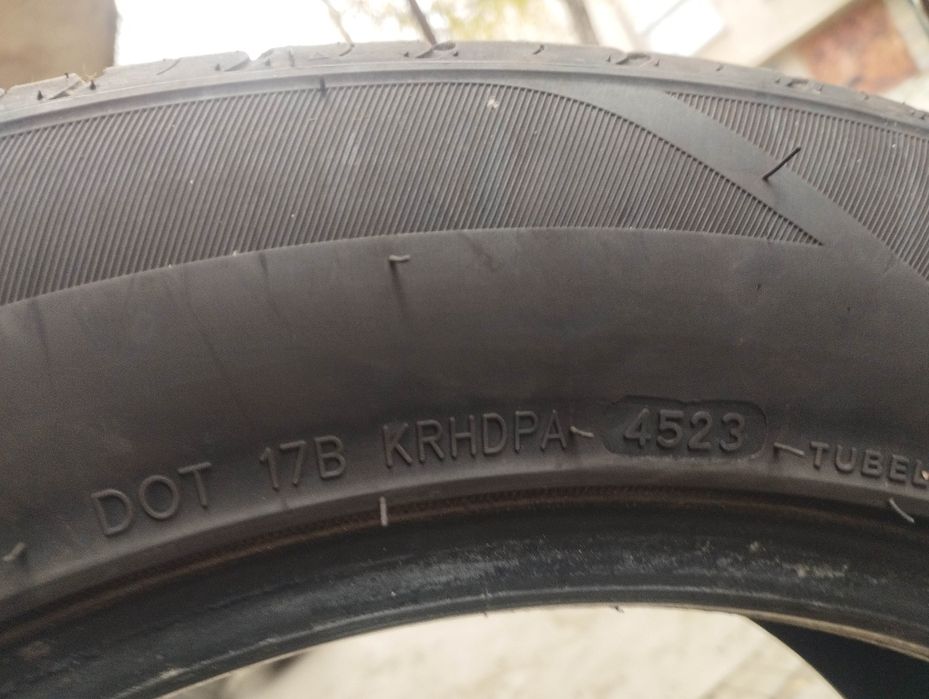 DOT 17B KRHDPA 4523 TUBEL